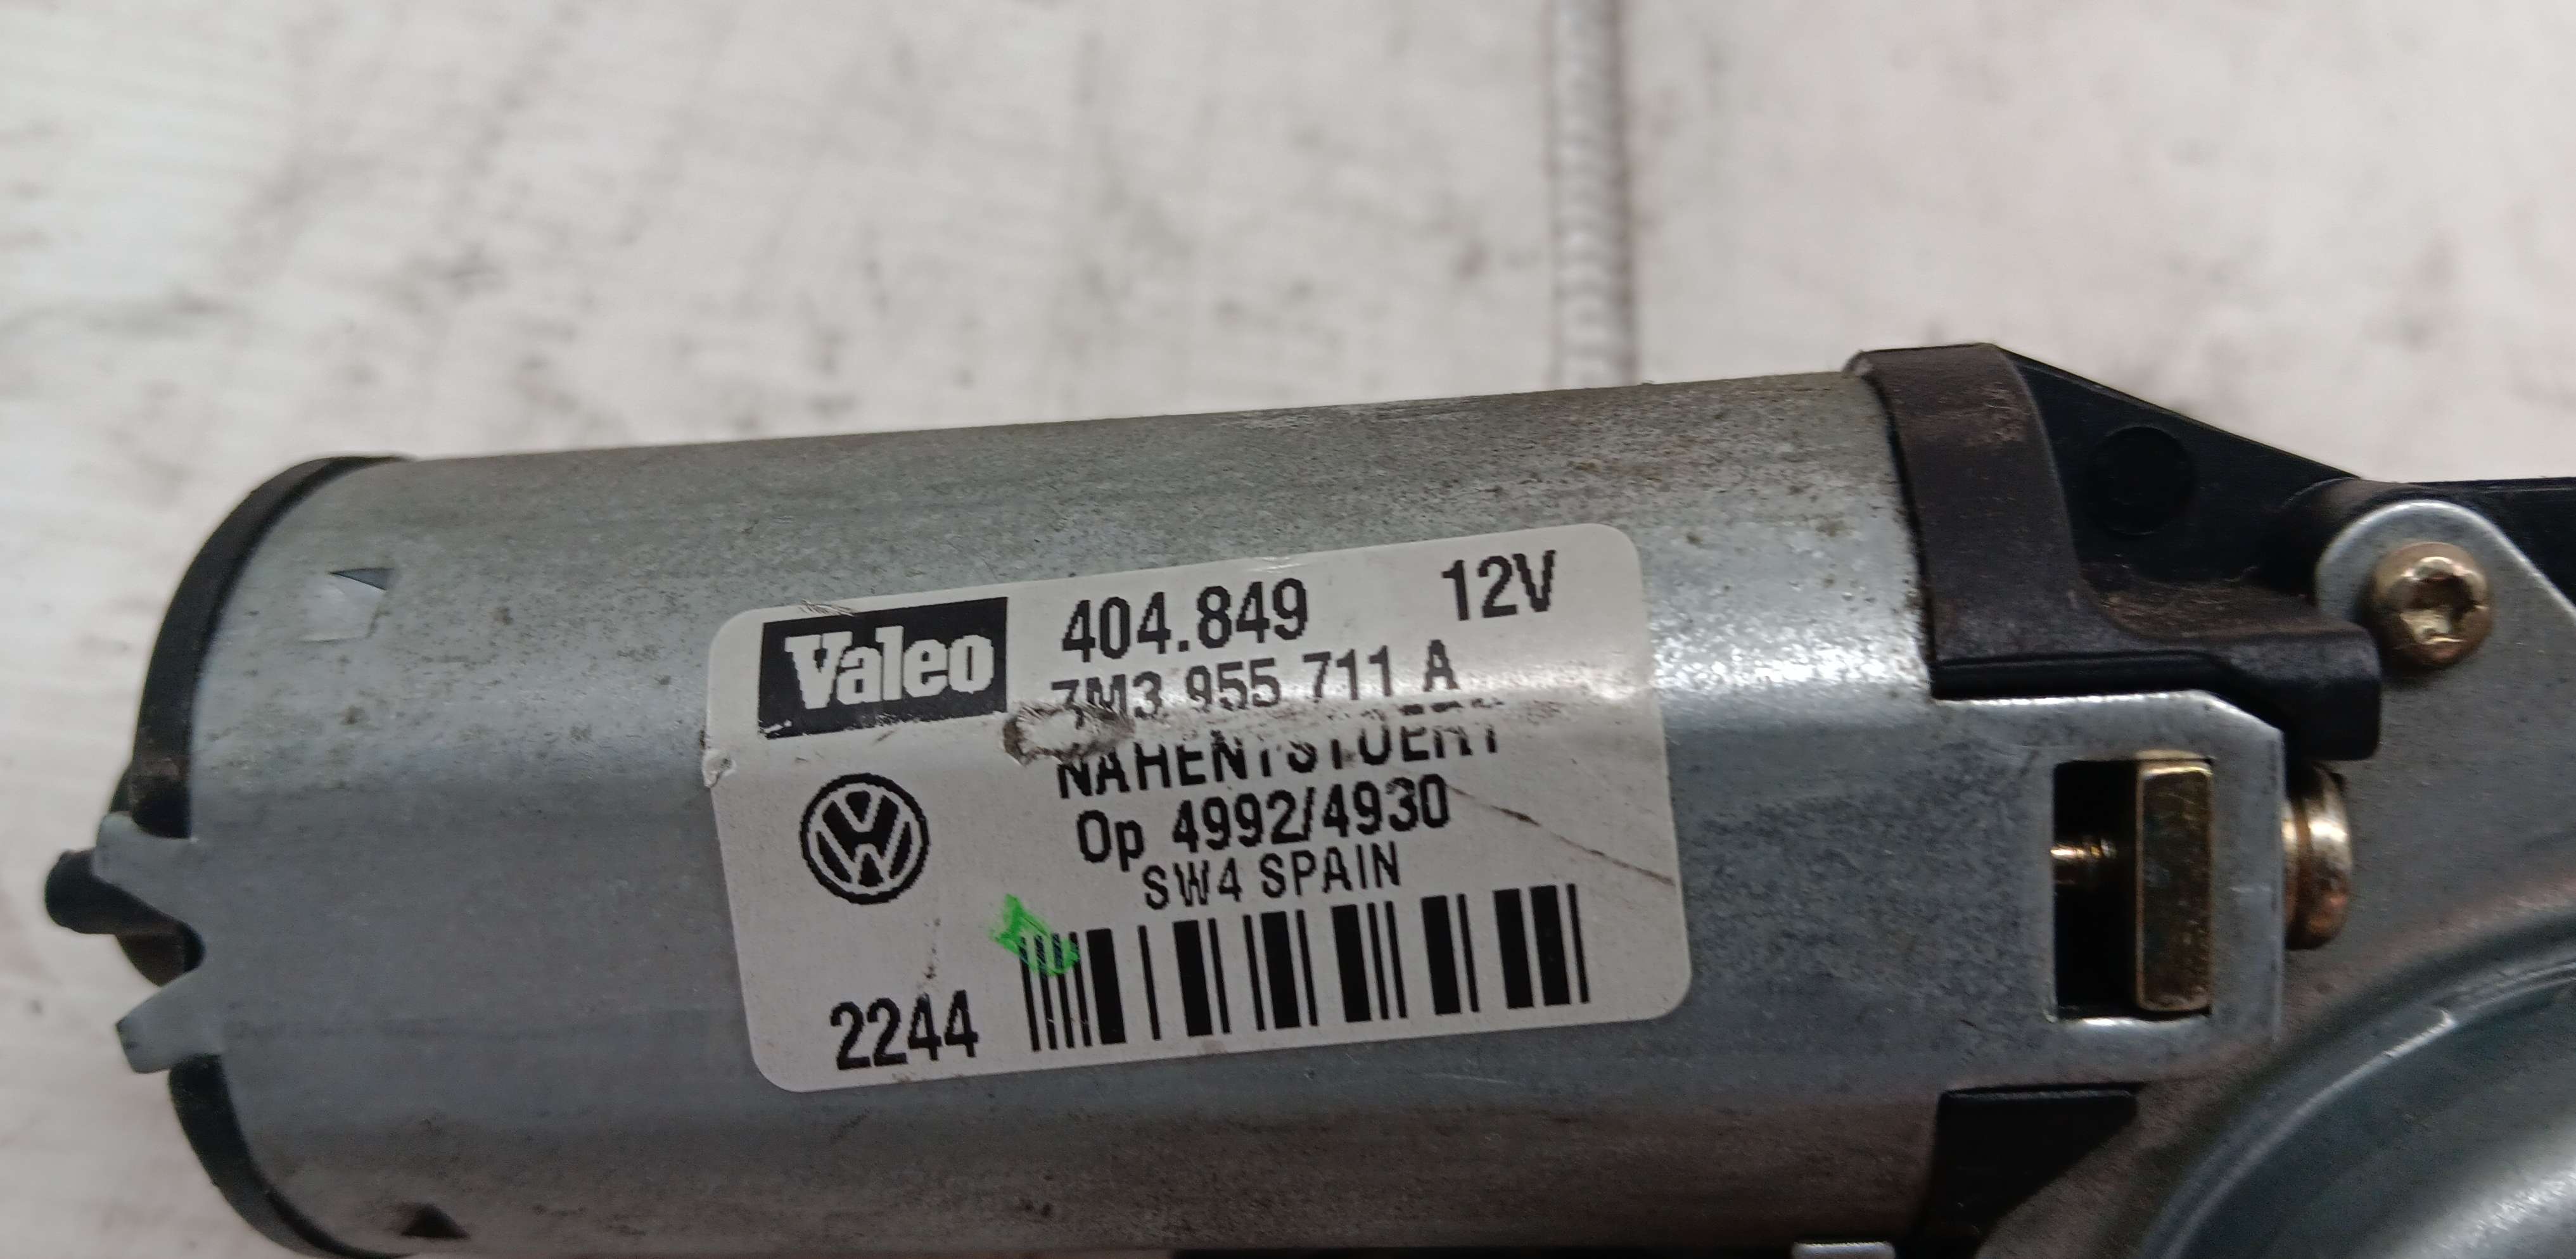 Valeo 404.849 12V
7M3 955 711 A
NAHENTSTOERT
Op 4992/4930
SW4 SPAIN
2244